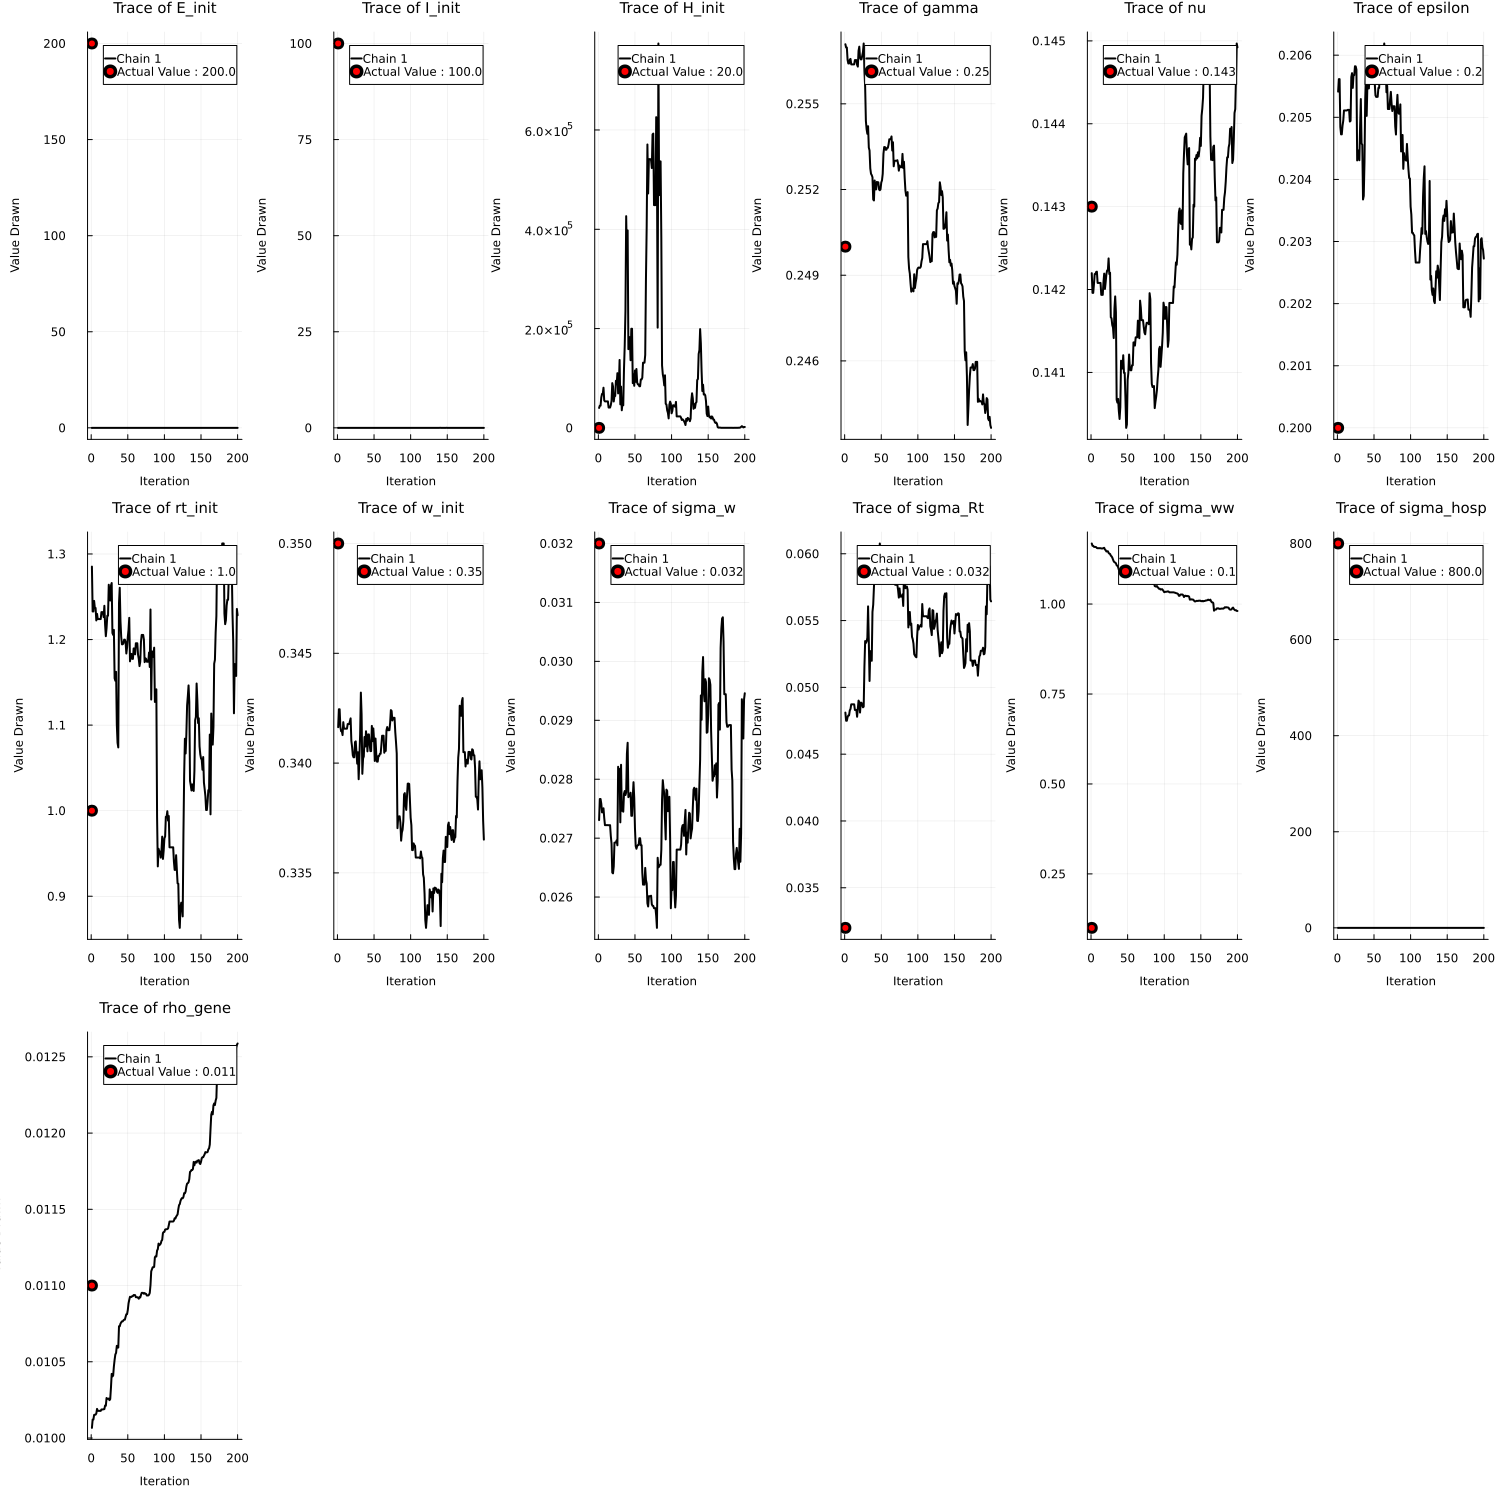 Trace of E_init
Trace of I_init
Trace of H_init
Trace of gamma
Trace of nu
Trace of epsilon
Chain 1
Actual Value : 200.0
Chain 1
Actual Value : 100.0
Chain 1
Actual Value : 20.0
Chain 1
Actual Value : 0.25
Chain 1
Actual Value : 0.143
Chain 1
Actual Value : 0.2
200
150
100
50
0
100
75
50
25
0
6.0×10⁵
4.0×10⁵
2.0×10⁵
0
0.255
0.252
0.249
0.246
0.145
0.144
0.143
0.142
0.141
0.206
0.205
0.204
0.203
0.202
0.201
0.200
Value Drawn
Value Drawn
Value Drawn
Value Drawn
Value Drawn
Value Drawn
0 50 100 150 200
0 50 100 150 200
0 50 100 150 200
0 50 100 150 200
0 50 100 150 200
0 50 100 150 200
Iteration
Iteration
Iteration
Iteration
Iteration
Iteration
Trace of rt_init
Trace of w_init
Trace of sigma_w
Trace of sigma_Rt
Trace of sigma_ww
Trace of sigma_hosp
Chain 1
Actual Value : 1.0
Chain 1
Actual Value : 0.35
Chain 1
Actual Value : 0.032
Chain 1
Actual Value : 0.032
Chain 1
Actual Value : 0.1
Chain 1
Actual Value : 800.0
1.3
1.2
1.1
1.0
0.9
0.350
0.345
0.340
0.335
0.032
0.031
0.030
0.029
0.028
0.027
0.026
0.060
0.055
0.050
0.045
0.040
0.035
1.00
0.75
0.50
0.25
800
600
400
200
0
Value Drawn
Value Drawn
Value Drawn
Value Drawn
Value Drawn
Value Drawn
0 50 100 150 200
0 50 100 150 200
0 50 100 150 200
0 50 100 150 200
0 50 100 150 200
0 50 100 150 200
Iteration
Iteration
Iteration
Iteration
Iteration
Iteration
Trace of rho_gene
Chain 1
Actual Value : 0.011
0.0125
0.0120
0.0115
0.0110
0.0105
0.0100
0 50 100 150 200
Iteration